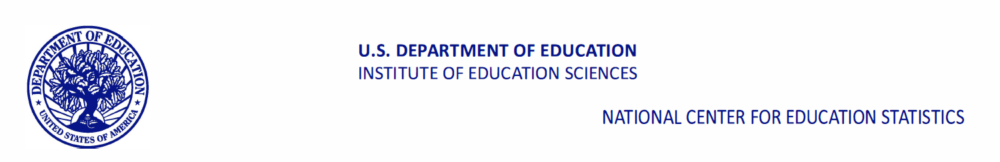 DEPARTMENT OF EDUCATION
UNITED STATES OF AMERICA
U.S. DEPARTMENT OF EDUCATION
INSTITUTE OF EDUCATION SCIENCES
NATIONAL CENTER FOR EDUCATION STATISTICS